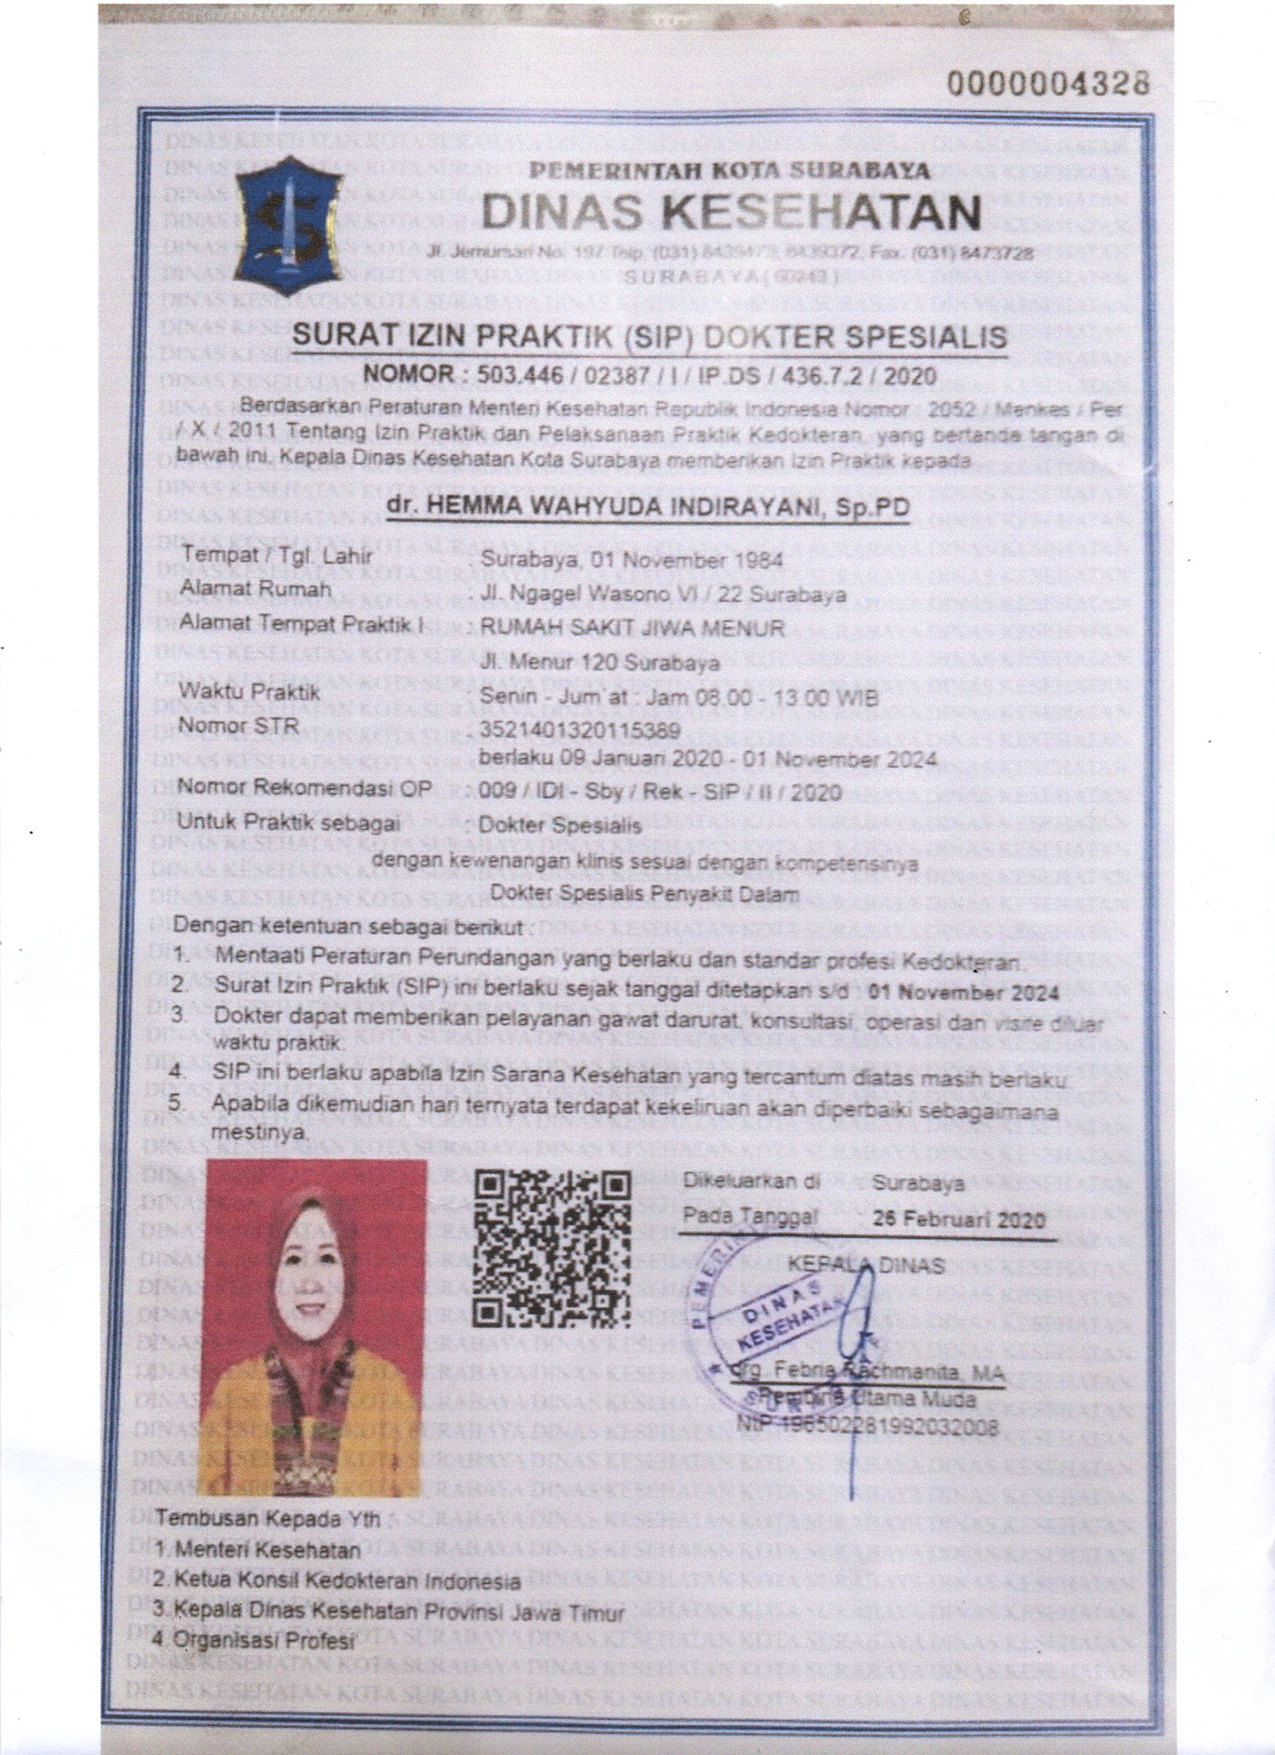 0000004328
PEMERINTAH KOTA SURABAYA
DINAS KESEHATAN
Jl. Jemursari No. 197 Telp. (031) 8439473, 8439372, Fax. (031) 8473728
SURABAYA (60243)
SURAT IZIN PRAKTIK (SIP) DOKTER SPESIALIS
NOMOR : 503.446 / 02387 / I / IP.DS / 436.7.2 / 2020
Berdasarkan Peraturan Menteri Kesehatan Republik Indonesia Nomor : 2052 / Menkes / Per
/ X / 2011 Tentang Izin Praktik dan Pelaksanaan Praktik Kedokteran, yang bertanda tangan di
bawah ini, Kepala Dinas Kesehatan Kota Surabaya memberikan Izin Praktik kepada
dr. HEMMA WAHYUDA INDIRAYANI, Sp.PD
Tempat / Tgl. Lahir : Surabaya, 01 November 1984
Alamat Rumah : Jl. Ngagel Wasono VI / 22 Surabaya
Alamat Tempat Praktik I : RUMAH SAKIT JIWA MENUR
Jl. Menur 120 Surabaya
Waktu Praktik : Senin - Jum'at : Jam 08.00 - 13.00 WIB
Nomor STR : 3521401320115389
berlaku 09 Januari 2020 - 01 November 2024
Nomor Rekomendasi OP : 009 / IDI - Sby / Rek - SIP / II / 2020
Untuk Praktik sebagai : Dokter Spesialis
dengan kewenangan klinis sesuai dengan kompetensinya
Dokter Spesialis Penyakit Dalam
Dengan ketentuan sebagai berikut :
1. Mentaati Peraturan Perundangan yang berlaku dan standar profesi Kedokteran.
2. Surat Izin Praktik (SIP) ini berlaku sejak tanggal ditetapkan s/d 01 November 2024
3. Dokter dapat memberikan pelayanan gawat darurat, konsultasi, operasi dan visite diluar
waktu praktik.
4. SIP ini berlaku apabila Izin Sarana Kesehatan yang tercantum diatas masih berlaku
5. Apabila dikemudian hari ternyata terdapat kekeliruan akan diperbaiki sebagaimana
mestinya.
Dikeluarkan di : Surabaya
Pada Tanggal : 26 Februari 2020
KEPALA DINAS
PEMERINTAH
DINAS
KESEHATAN
drg. Febria Rachmanita, MA
Pembina Utama Muda
NIP 196502281992032008
Tembusan Kepada Yth :
1. Menteri Kesehatan
2. Ketua Konsil Kedokteran Indonesia
3. Kepala Dinas Kesehatan Provinsi Jawa Timur
4. Organisasi Profesi